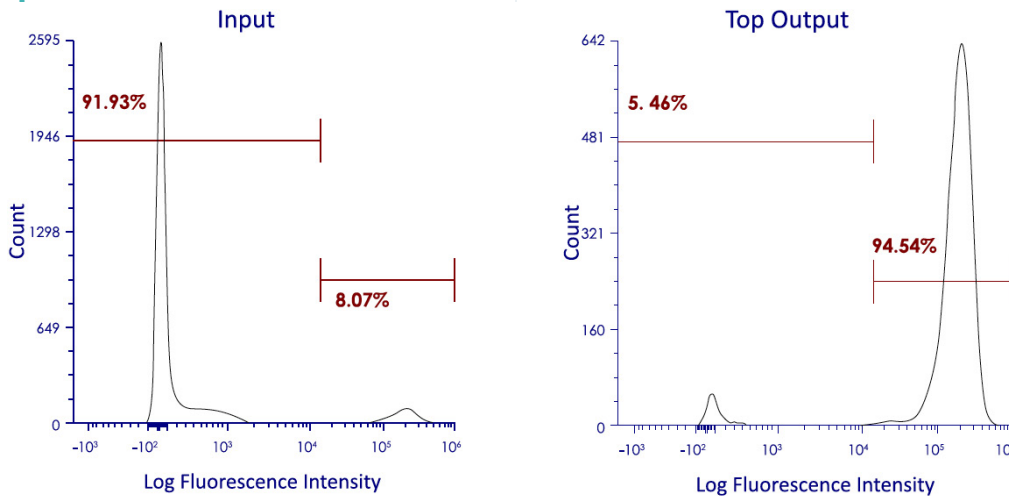 Input
2595
91.93%
1946
1298
8.07%
649
0
-10³ -10² 10³ 10⁴ 10⁵ 10⁶
Count
Log Fluorescence Intensity
Top Output
642
5. 46%
481
94.54%
321
160
0
-10³ -10² 10³ 10⁴ 10⁵
Count
Log Fluorescence Intensity